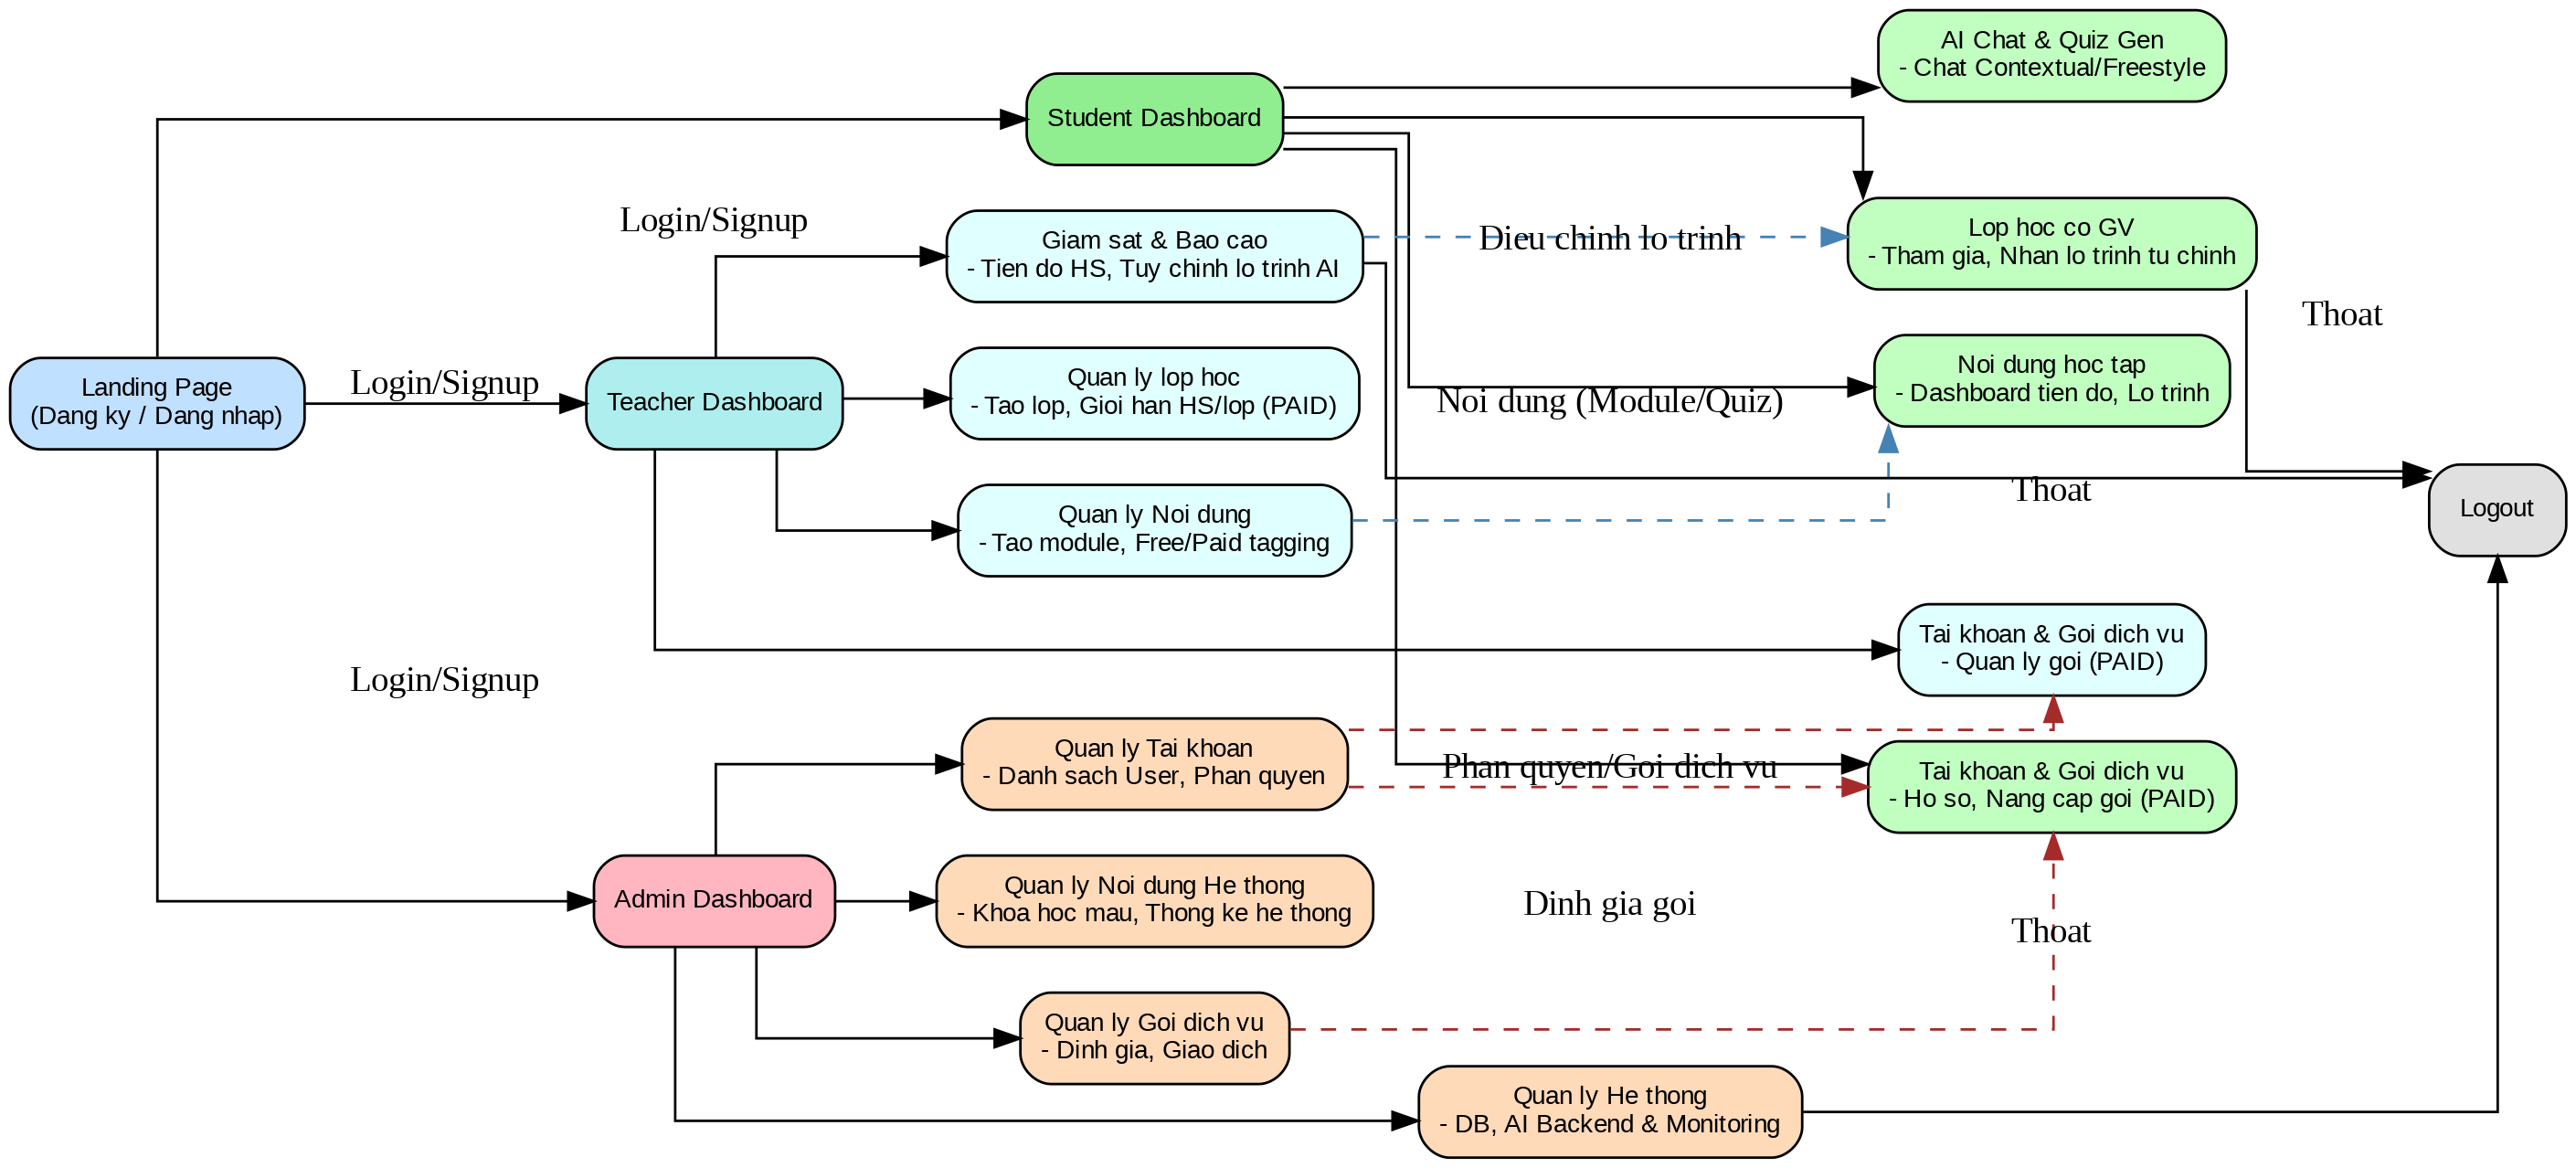 AI Chat & Quiz Gen
- Chat Contextual/Freestyle
Student Dashboard
Login/Signup
Giam sat & Bao cao
- Tien do HS, Tuy chinh lo trinh AI
Dieu chinh lo trinh
Lop hoc co GV
- Tham gia, Nhan lo trinh tu chinh
Thoat
Landing Page
(Dang ky / Dang nhap)
Login/Signup
Teacher Dashboard
Quan ly lop hoc
- Tao lop, Gioi han HS/lop (PAID)
Noi dung (Module/Quiz)
Noi dung hoc tap
- Dashboard tien do, Lo trinh
Thoat
Logout
Quan ly Noi dung
- Tao module, Free/Paid tagging
Tai khoan & Goi dich vu
- Quan ly goi (PAID)
Login/Signup
Quan ly Tai khoan
- Danh sach User, Phan quyen
Phan quyen/Goi dich vu
Tai khoan & Goi dich vu
- Ho so, Nang cap goi (PAID)
Admin Dashboard
Quan ly Noi dung He thong
- Khoa hoc mau, Thong ke he thong
Dinh gia goi
Thoat
Quan ly Goi dich vu
- Dinh gia, Giao dich
Quan ly He thong
- DB, AI Backend & Monitoring